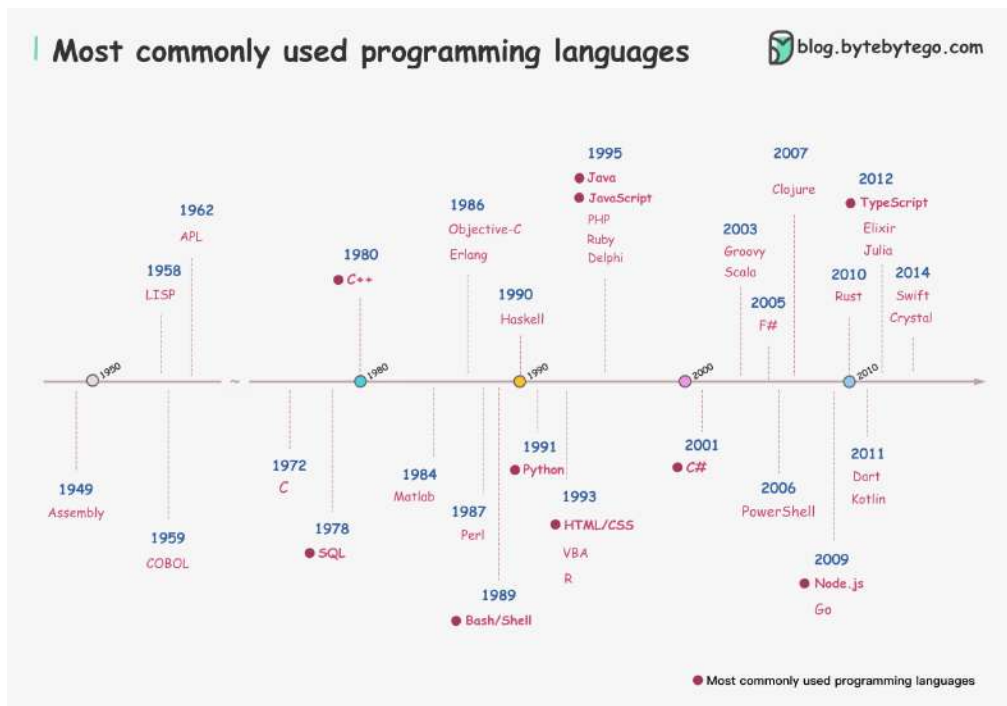 Most commonly used programming languages
blog.bytebytego.com
1995
Java
JavaScript
PHP
Ruby
Delphi
2007
Clojure
2012
TypeScript
Elixir
Julia
1962
APL
1986
Objective-C
Erlang
2003
Groovy
Scala
1958
LISP
1980
C++
1990
Haskell
2005
F#
2010
Rust
2014
Swift
Crystal
1950
~
1980
1990
2000
2010
1949
Assembly
1959
COBOL
1972
C
1978
SQL
1984
Matlab
1987
Perl
1989
Bash/Shell
1991
Python
1993
HTML/CSS
VBA
R
2001
C#
2006
PowerShell
2009
Node.js
Go
2011
Dart
Kotlin
Most commonly used programming languages